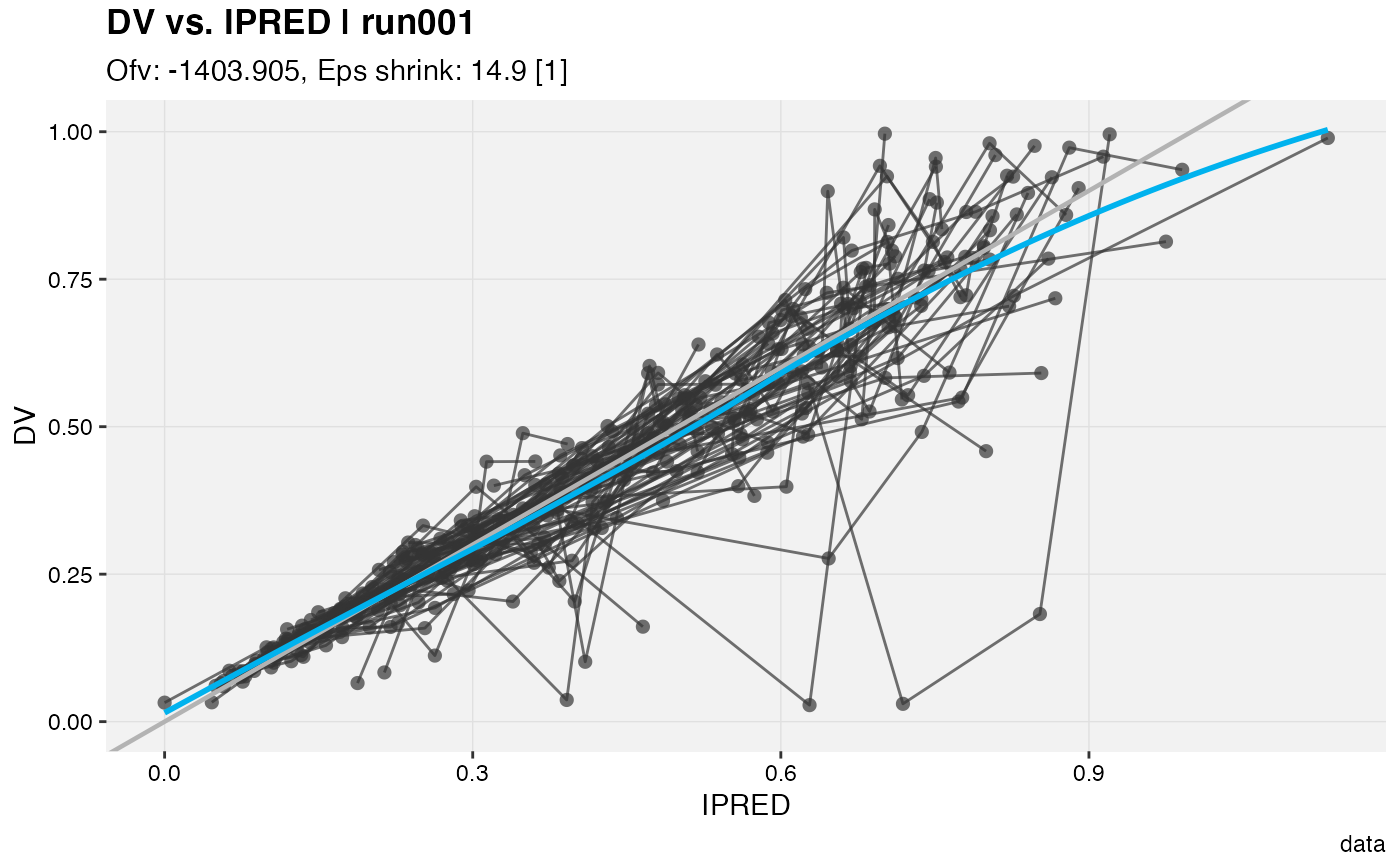 DV vs. IPRED | run001
Ofv: -1403.905, Eps shrink: 14.9 [1]
1.00
0.75
0.50
0.25
0.00
DV
0.0
0.3
0.6
0.9
IPRED
data